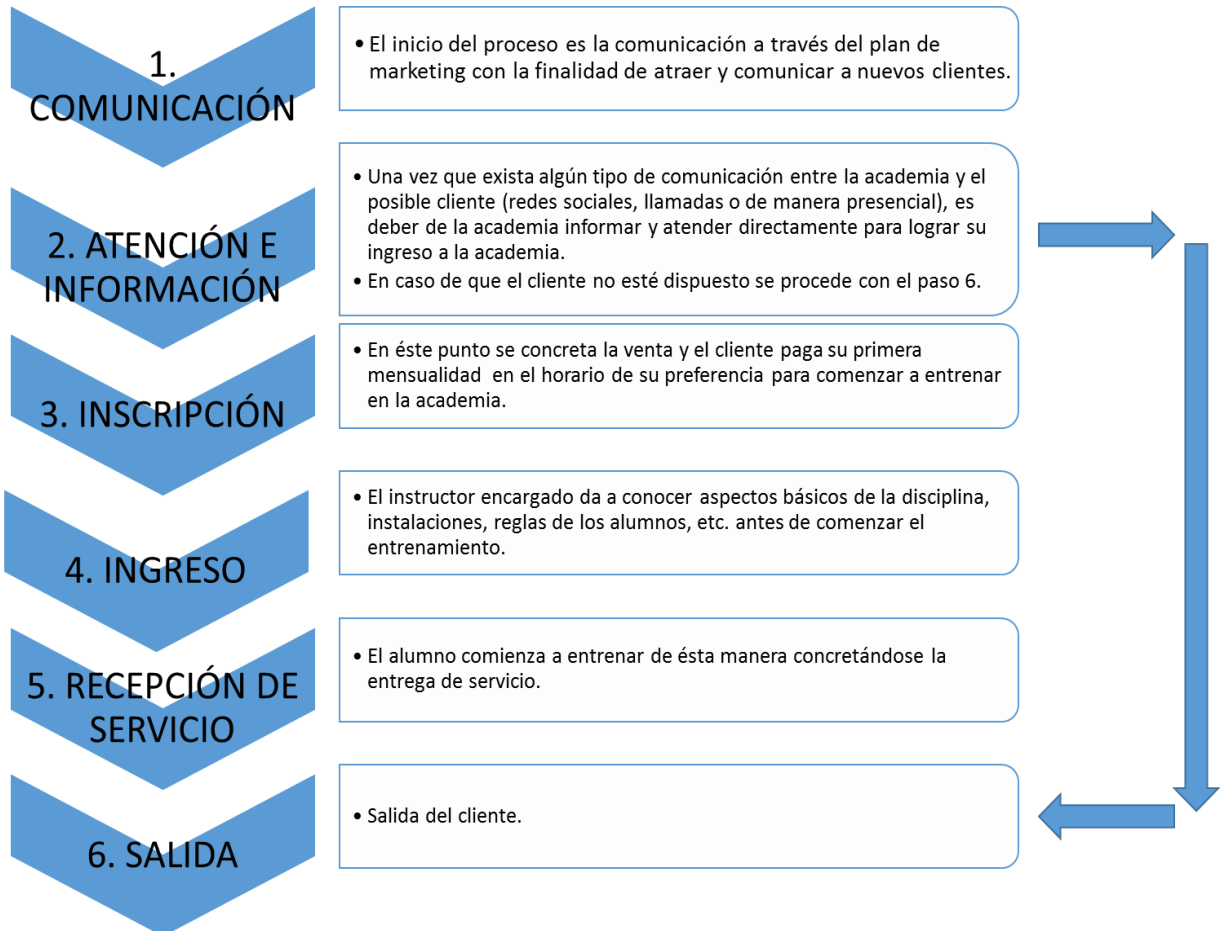 1.
COMUNICACIÓN
• El inicio del proceso es la comunicación a través del plan de
marketing con la finalidad de atraer y comunicar a nuevos clientes.
2. ATENCIÓN E
INFORMACIÓN
• Una vez que exista algún tipo de comunicación entre la academia y el
posible cliente (redes sociales, llamadas o de manera presencial), es
deber de la academia informar y atender directamente para lograr su
ingreso a la academia.
• En caso de que el cliente no esté dispuesto se procede con el paso 6.
3. INSCRIPCIÓN
• En éste punto se concreta la venta y el cliente paga su primera
mensualidad en el horario de su preferencia para comenzar a entrenar
en la academia.
4. INGRESO
• El instructor encargado da a conocer aspectos básicos de la disciplina,
instalaciones, reglas de los alumnos, etc. antes de comenzar el
entrenamiento.
5. RECEPCIÓN DE
SERVICIO
• El alumno comienza a entrenar de ésta manera concretándose la
entrega de servicio.
6. SALIDA
• Salida del cliente.